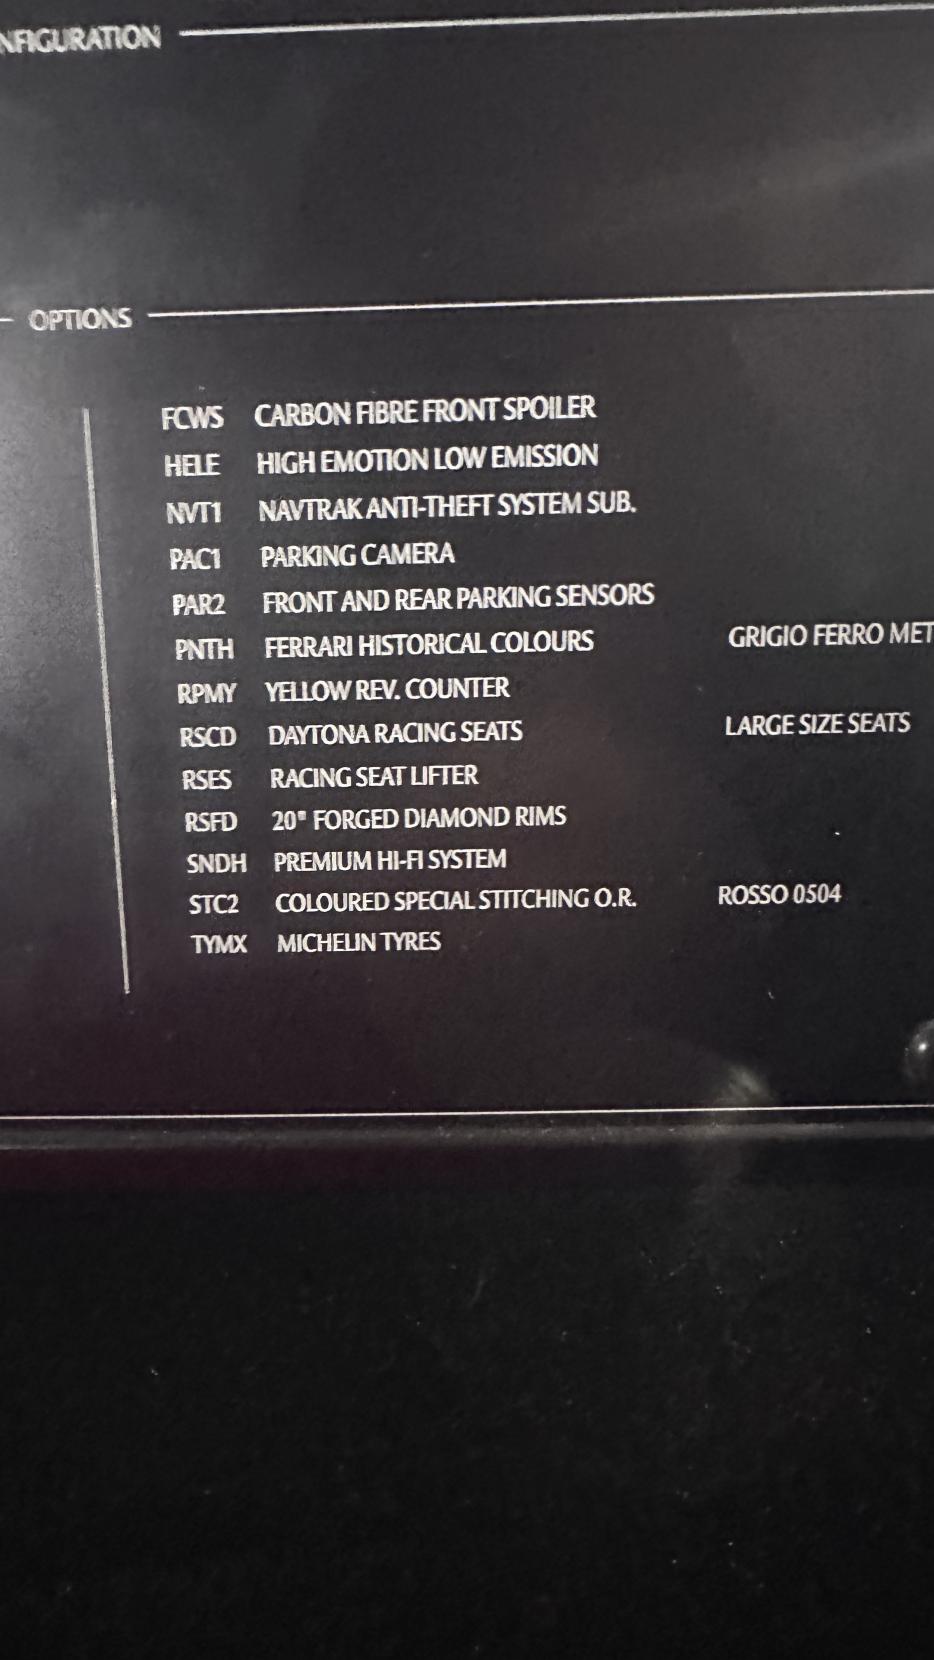 NFIGURATION
OPTIONS
FCWS CARBON FIBRE FRONT SPOILER
HELE HIGH EMOTION LOW EMISSION
NVT1 NAVTRAK ANTI-THEFT SYSTEM SUB.
PAC1 PARKING CAMERA
PAR2 FRONT AND REAR PARKING SENSORS
PNTH FERRARI HISTORICAL COLOURS GRIGIO FERRO MET
RPMY YELLOW REV. COUNTER
RSCD DAYTONA RACING SEATS LARGE SIZE SEATS
RSES RACING SEAT LIFTER
RSFD 20" FORGED DIAMOND RIMS
SNDH PREMIUM HI-FI SYSTEM
STC2 COLOURED SPECIAL STITCHING O.R. ROSSO 0504
TYMX MICHELIN TYRES